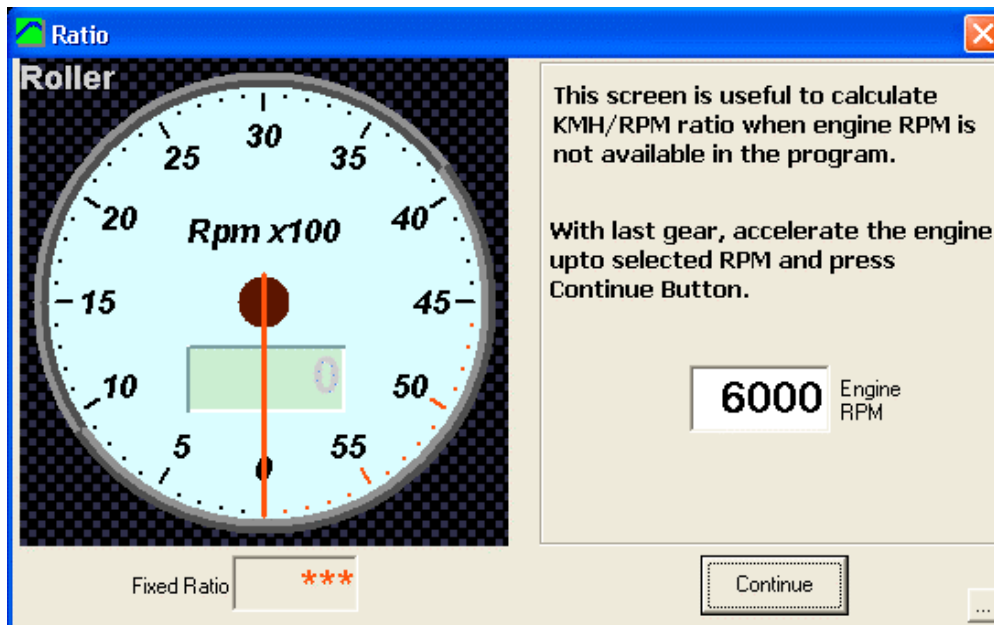 Ratio
Roller
30
25
35
20
40
Rpm x100
15
45
0
10
50
5
55
0
This screen is useful to calculate
KMH/RPM ratio when engine RPM is
not available in the program.
With last gear, accelerate the engine
upto selected RPM and press
Continue Button.
6000
Engine
RPM
Fixed Ratio
***
Continue
...